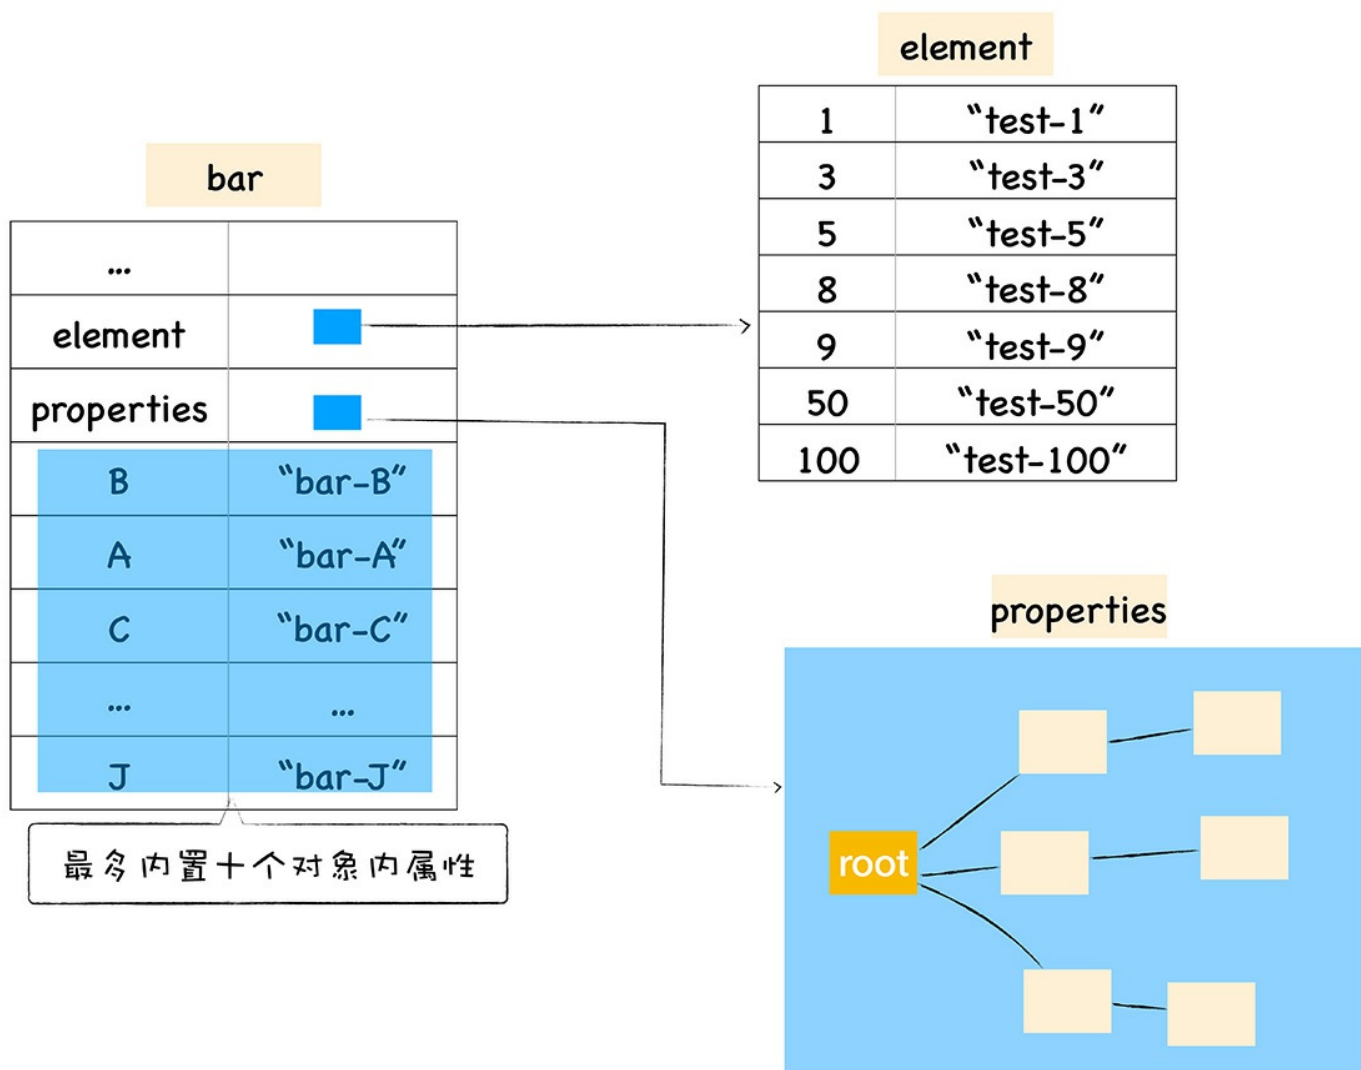 element
1 “test-1”
3 “test-3”
5 “test-5”
8 “test-8”
9 “test-9”
50 “test-50”
100 “test-100”
bar
...
element
properties
B “bar-B”
A “bar-A”
C “bar-C”
... ...
J “bar-J”
最多内置十个对象内属性
properties
root